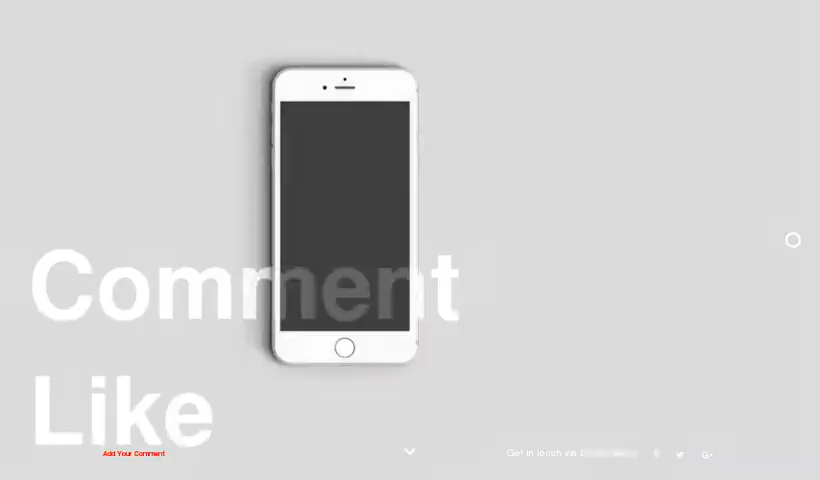 Comment
Like
Add Your Comment
Get in touch via
G+